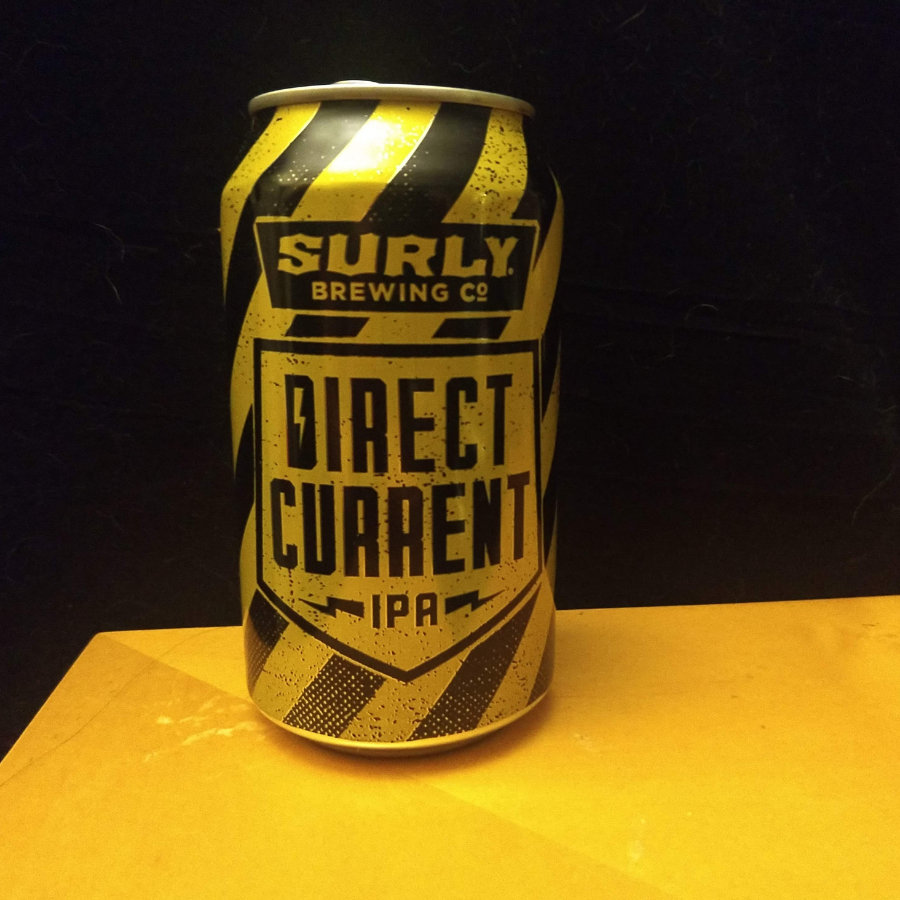 SURLY
BREWING Cº
DIRECT
CURRENT
IPA